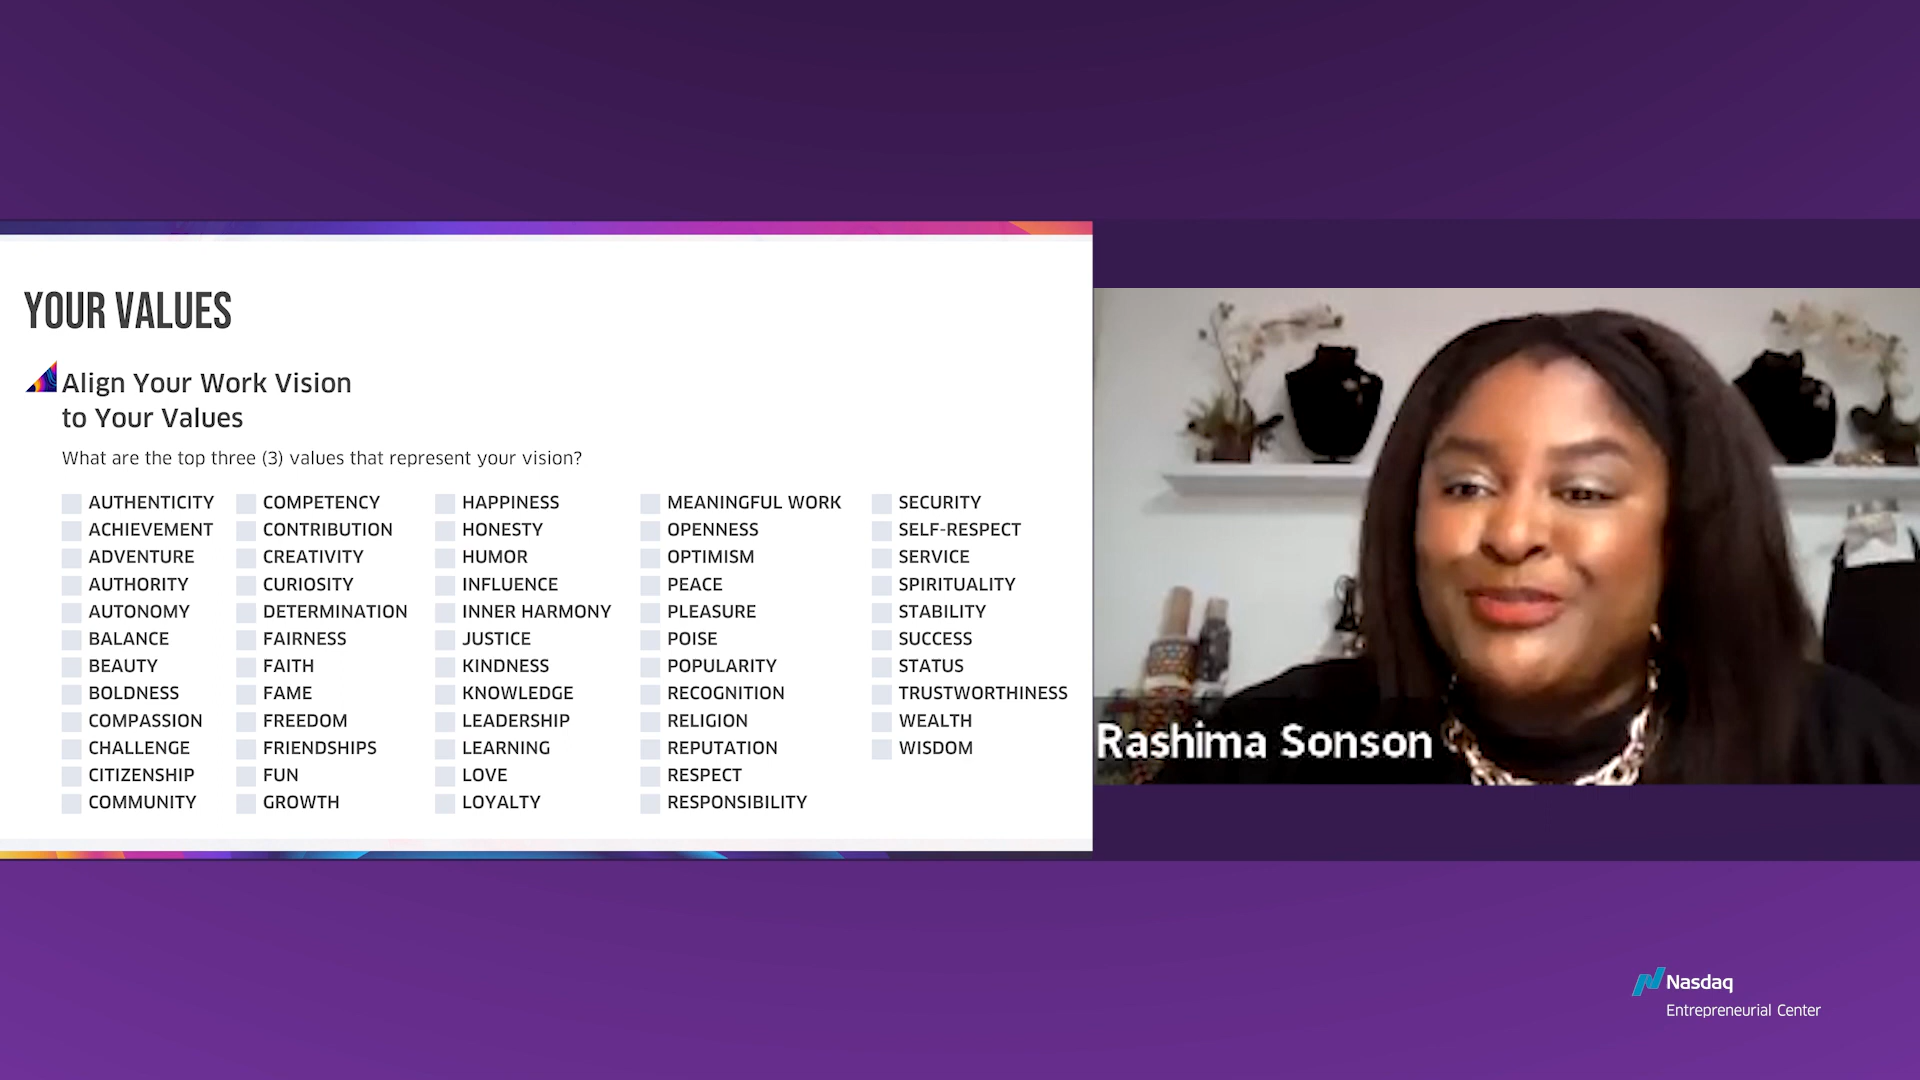 YOUR VALUES
Align Your Work Vision
to Your Values
What are the top three (3) values that represent your vision?
AUTHENTICITY
ACHIEVEMENT
ADVENTURE
AUTHORITY
AUTONOMY
BALANCE
BEAUTY
BOLDNESS
COMPASSION
CHALLENGE
CITIZENSHIP
COMMUNITY
COMPETENCY
CONTRIBUTION
CREATIVITY
CURIOSITY
DETERMINATION
FAIRNESS
FAITH
FAME
FREEDOM
FRIENDSHIPS
FUN
GROWTH
HAPPINESS
HONESTY
HUMOR
INFLUENCE
INNER HARMONY
JUSTICE
KINDNESS
KNOWLEDGE
LEADERSHIP
LEARNING
LOVE
LOYALTY
MEANINGFUL WORK
OPENNESS
OPTIMISM
PEACE
PLEASURE
POISE
POPULARITY
RECOGNITION
RELIGION
REPUTATION
RESPECT
RESPONSIBILITY
SECURITY
SELF-RESPECT
SERVICE
SPIRITUALITY
STABILITY
SUCCESS
STATUS
TRUSTWORTHINESS
WEALTH
WISDOM
Rashima Sonson
Nasdaq
Entrepreneurial Center